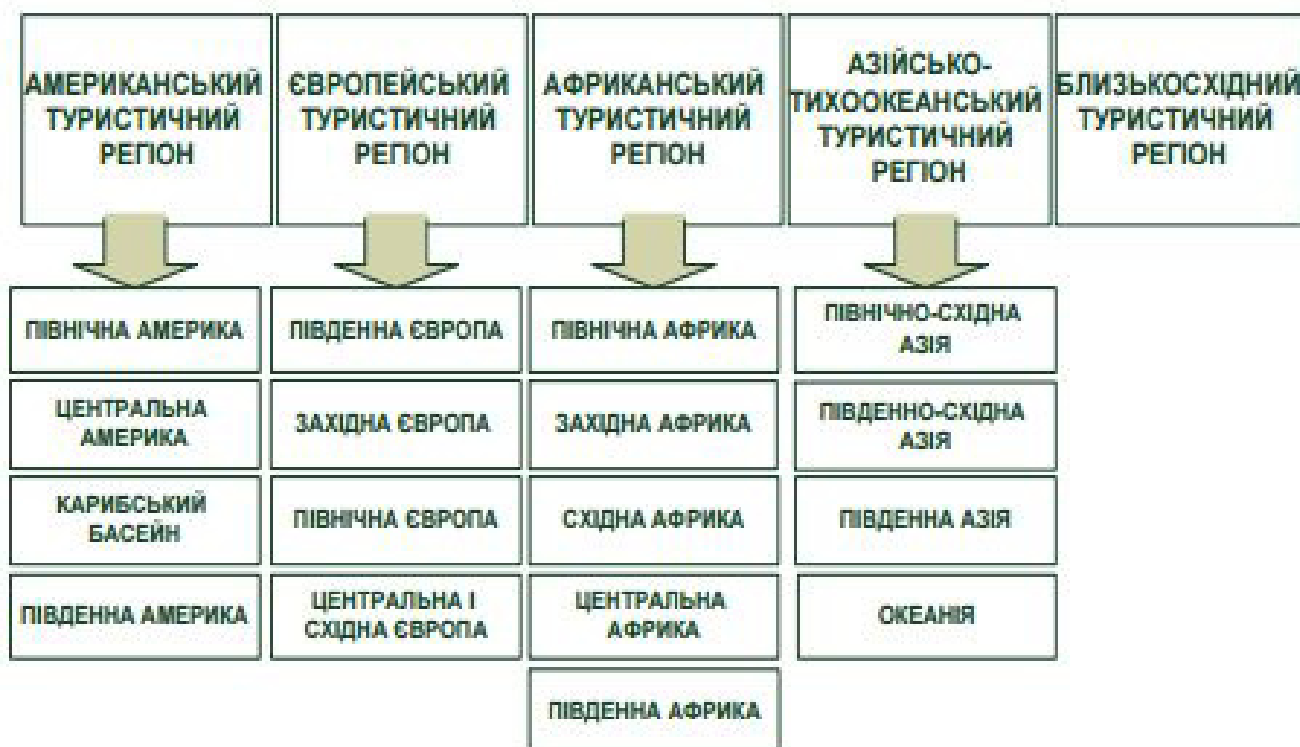 АМЕРИКАНСЬКИЙ
ТУРИСТИЧНИЙ
РЕГІОН
ЄВРОПЕЙСЬКИЙ
ТУРИСТИЧНИЙ
РЕГІОН
АФРИКАНСЬКИЙ
ТУРИСТИЧНИЙ
РЕГІОН
АЗІЙСЬКО-
ТИХООКЕАНСЬКИЙ
ТУРИСТИЧНИЙ
РЕГІОН
БЛИЗЬКОСХІДНИЙ
ТУРИСТИЧНИЙ
РЕГІОН
ПІВНІЧНА АМЕРИКА
ЦЕНТРАЛЬНА
АМЕРИКА
КАРИБСЬКИЙ
БАСЕЙН
ПІВДЕННА АМЕРИКА
ПІВДЕННА ЄВРОПА
ЗАХІДНА ЄВРОПА
ПІВНІЧНА ЄВРОПА
ЦЕНТРАЛЬНА І
СХІДНА ЄВРОПА
ПІВНІЧНА АФРИКА
ЗАХІДНА АФРИКА
СХІДНА АФРИКА
ЦЕНТРАЛЬНА
АФРИКА
ПІВДЕННА АФРИКА
ПІВНІЧНО-СХІДНА
АЗІЯ
ПІВДЕННО-СХІДНА
АЗІЯ
ПІВДЕННА АЗІЯ
ОКЕАНІЯ